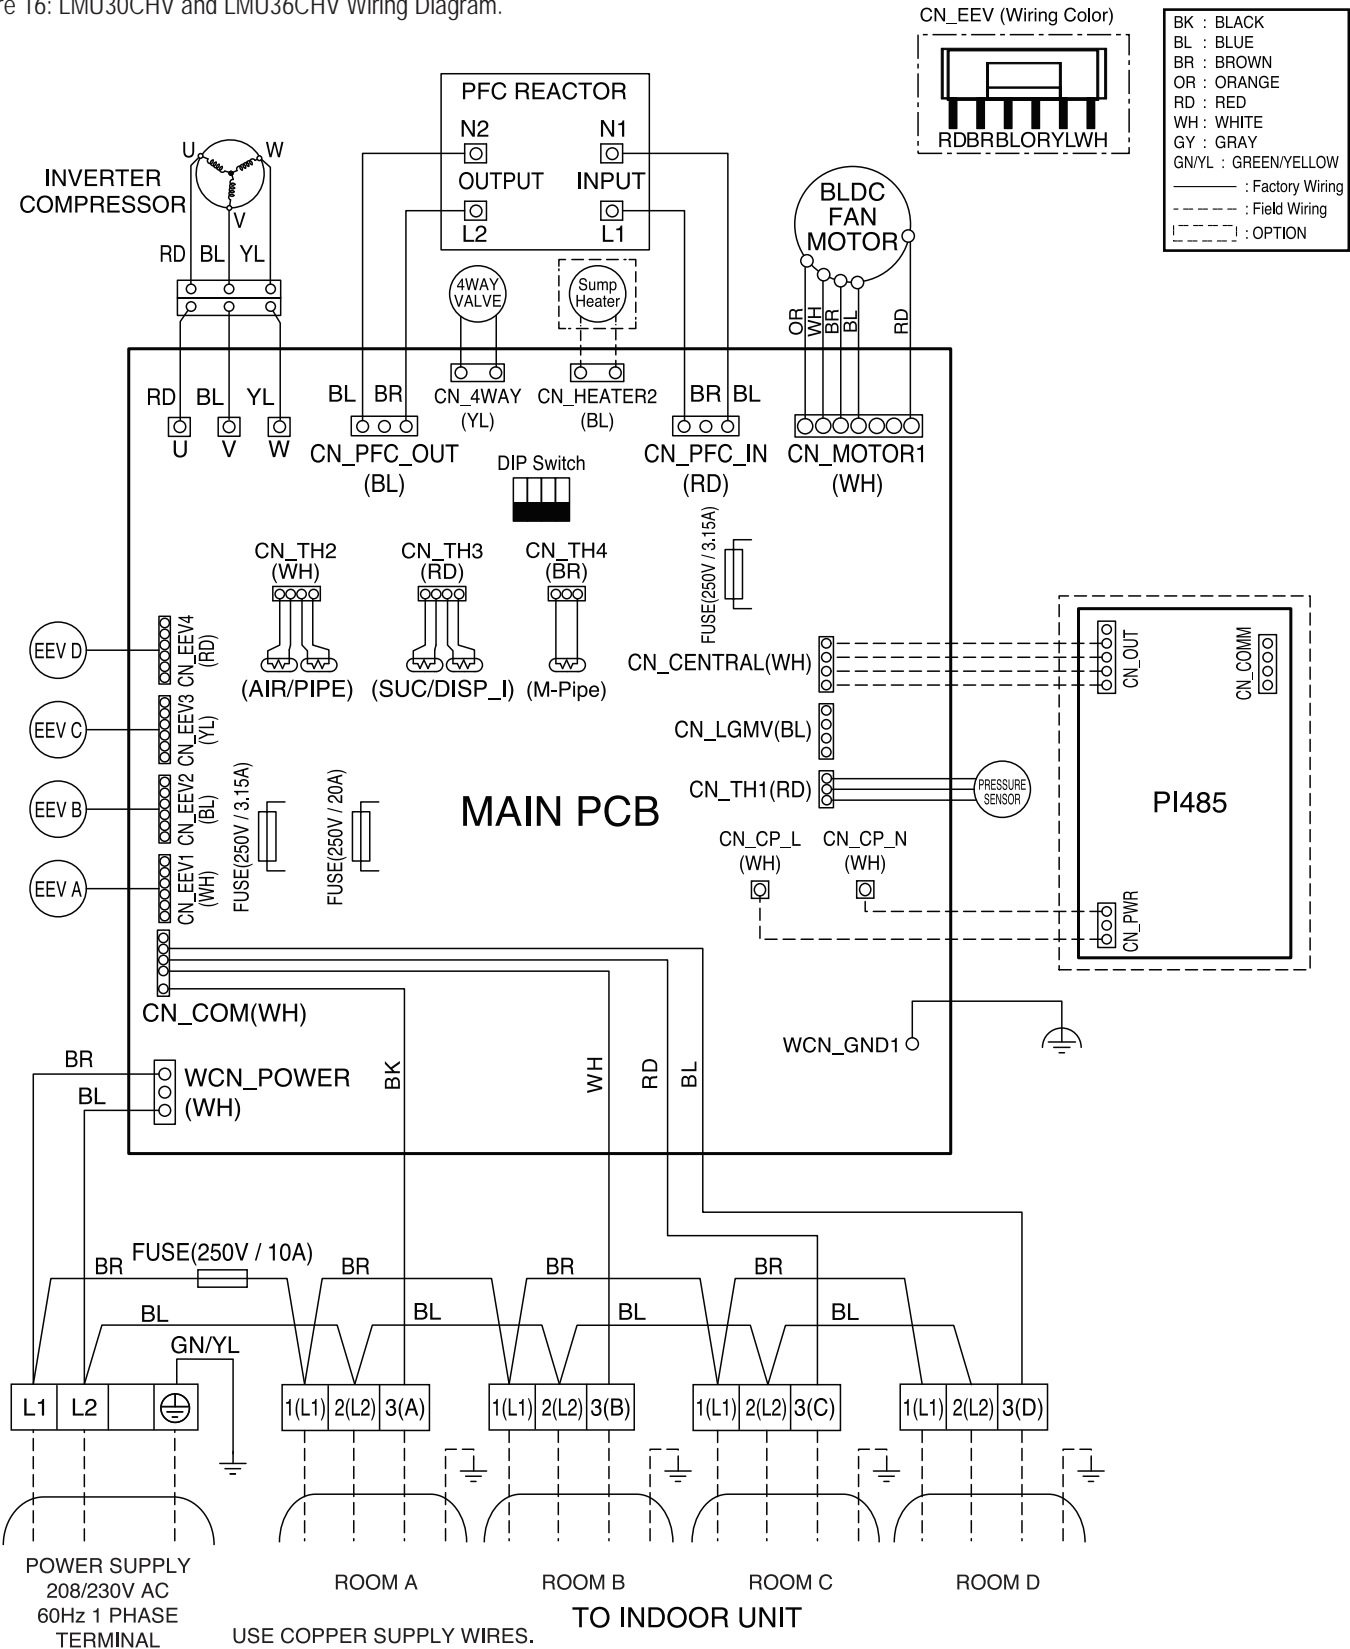 re 16: LMU30CHV and LMU36CHV Wiring Diagram.
CN_EEV (Wiring Color)
RDBRBLORYLWH
BK : BLACK
BL : BLUE
BR : BROWN
OR : ORANGE
RD : RED
WH : WHITE
GY : GRAY
GN/YL : GREEN/YELLOW
: Factory Wiring
: Field Wiring
: OPTION
PFC REACTOR
N2
N1
OUTPUT
INPUT
L2
L1
INVERTER
COMPRESSOR
U
W
V
RD
BL
YL
4WAY
VALVE
Sump
Heater
BLDC
FAN
MOTOR
OR
WH
BR
BL
RD
RD
BL
YL
U
V
W
BL
BR
CN_PFC_OUT
(BL)
CN_4WAY
(YL)
CN_HEATER2
(BL)
BR
BL
CN_PFC_IN
(RD)
CN_MOTOR1
(WH)
DIP Switch
FUSE(250V / 3.15A)
CN_TH2
(WH)
(AIR/PIPE)
CN_TH3
(RD)
(SUC/DISP_I)
CN_TH4
(BR)
(M-Pipe)
EEV D
CN_EEV4
(RD)
EEV C
CN_EEV3
(YL)
EEV B
CN_EEV2
(BL)
EEV A
CN_EEV1
(WH)
FUSE(250V / 3.15A)
FUSE(250V / 20A)
MAIN PCB
CN_CENTRAL(WH)
CN_LGMV(BL)
CN_TH1(RD)
PRESSURE
SENSOR
CN_CP_L
(WH)
CN_CP_N
(WH)
CN_OUT
CN_COMM
PI485
CN_PWR
CN_COM(WH)
WCN_GND1
BR
BL
WCN_POWER
(WH)
BK
WH
RD
BL
FUSE(250V / 10A)
BR
BR
BR
BR
BL
BL
BL
BL
GN/YL
L1
L2
1(L1)
2(L2)
3(A)
1(L1)
2(L2)
3(B)
1(L1)
2(L2)
3(C)
1(L1)
2(L2)
3(D)
POWER SUPPLY
208/230V AC
60Hz 1 PHASE
TERMINAL
ROOM A
ROOM B
ROOM C
ROOM D
TO INDOOR UNIT
USE COPPER SUPPLY WIRES.